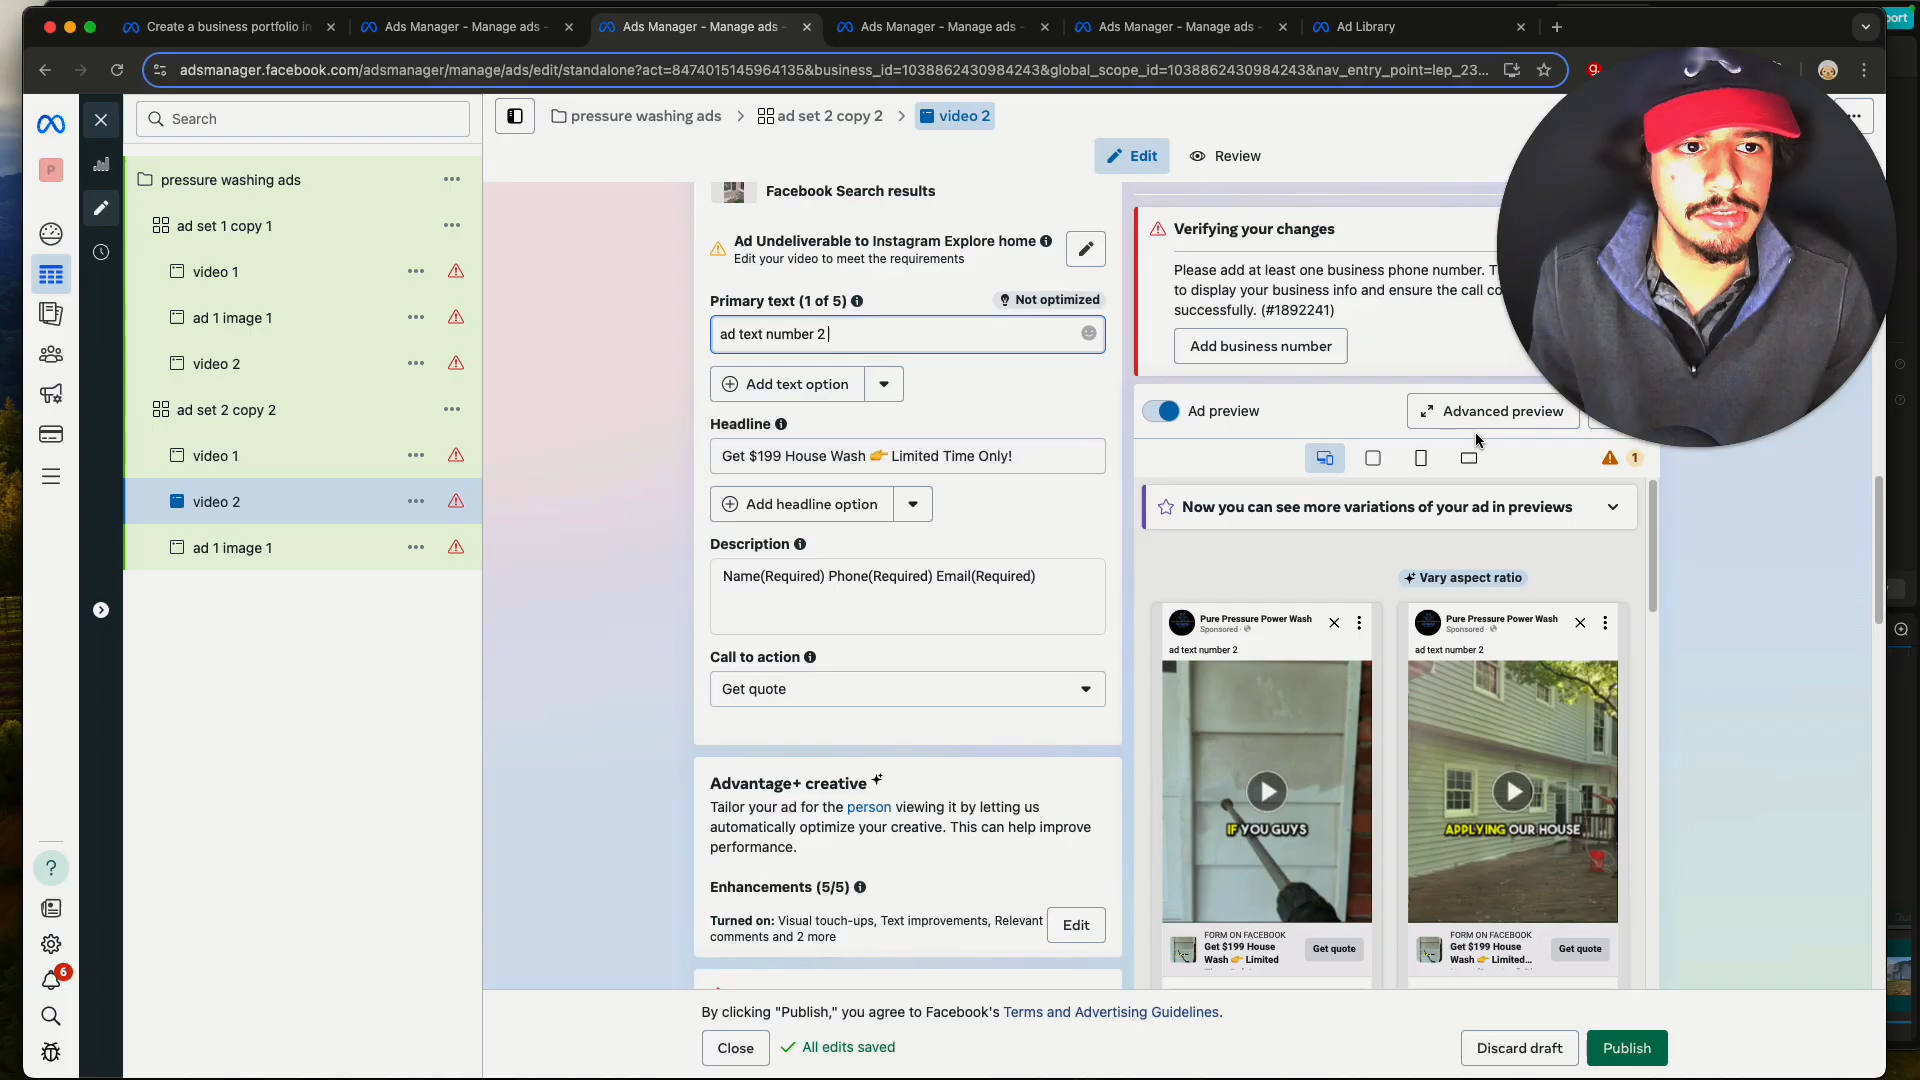 Create a business portfolio in
Ads Manager - Manage ads -
Ads Manager - Manage ads -
Ads Manager - Manage ads -
Ads Manager - Manage ads -
Ad Library
adsmanager.facebook.com/adsmanager/manage/ads/edit/standalone?act=8474015145964135&business_id=1038862430984243&global_scope_id=1038862430984243&nav_entry_point=lep_23...
Search
pressure washing ads
ad set 2 copy 2
video 2
Edit
Review
P
pressure washing ads
ad set 1 copy 1
video 1
ad 1 image 1
video 2
ad set 2 copy 2
video 1
video 2
ad 1 image 1
6
Facebook Search results
Ad Undeliverable to Instagram Explore home
Edit your video to meet the requirements
Primary text (1 of 5)
Not optimized
ad text number 2
Add text option
Headline
Get $199 House Wash 👉 Limited Time Only!
Add headline option
Description
Name(Required) Phone(Required) Email(Required)
Call to action
Get quote
Advantage+ creative
Tailor your ad for the person viewing it by letting us
automatically optimize your creative. This can help improve
performance.
Enhancements (5/5)
Turned on: Visual touch-ups, Text improvements, Relevant
comments and 2 more
Edit
Verifying your changes
Please add at least one business phone number.
to display your business info and ensure the call
successfully. (#1892241)
Add business number
Ad preview
Advanced preview
1
Now you can see more variations of your ad in previews
Vary aspect ratio
Pure Pressure Power Wash
Sponsored
ad text number 2
IF YOU GUYS
FORM ON FACEBOOK
Get $199 House
Wash 👉 Limited
Get quote
Pure Pressure Power Wash
Sponsored
ad text number 2
APPLYING OUR HOUSE
FORM ON FACEBOOK
Get $199 House
Wash 👉 Limited...
Get quote
By clicking "Publish," you agree to Facebook's Terms and Advertising Guidelines.
Close
All edits saved
Discard draft
Publish